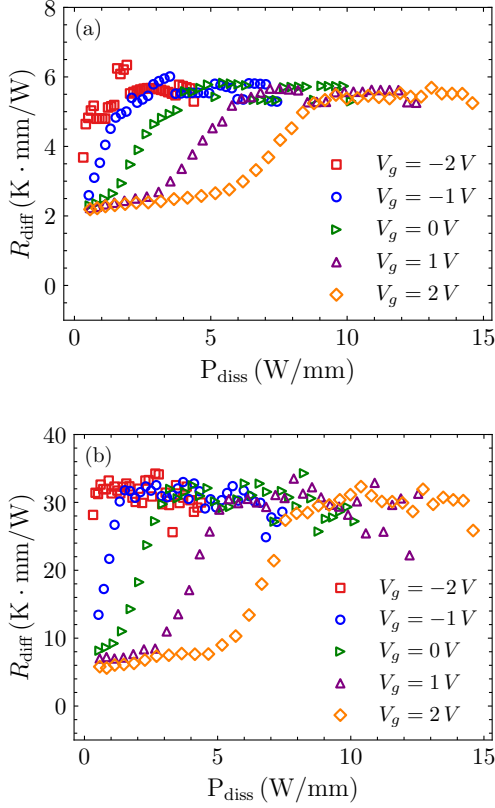 (a)
8
6
4
2
0
R_diff (K · mm/W)
V_g = −2 V
V_g = −1 V
V_g = 0 V
V_g = 1 V
V_g = 2 V
0 5 10 15
P_diss (W/mm)
(b)
40
30
20
10
0
R_diff (K · mm/W)
V_g = −2 V
V_g = −1 V
V_g = 0 V
V_g = 1 V
V_g = 2 V
0 5 10 15
P_diss (W/mm)